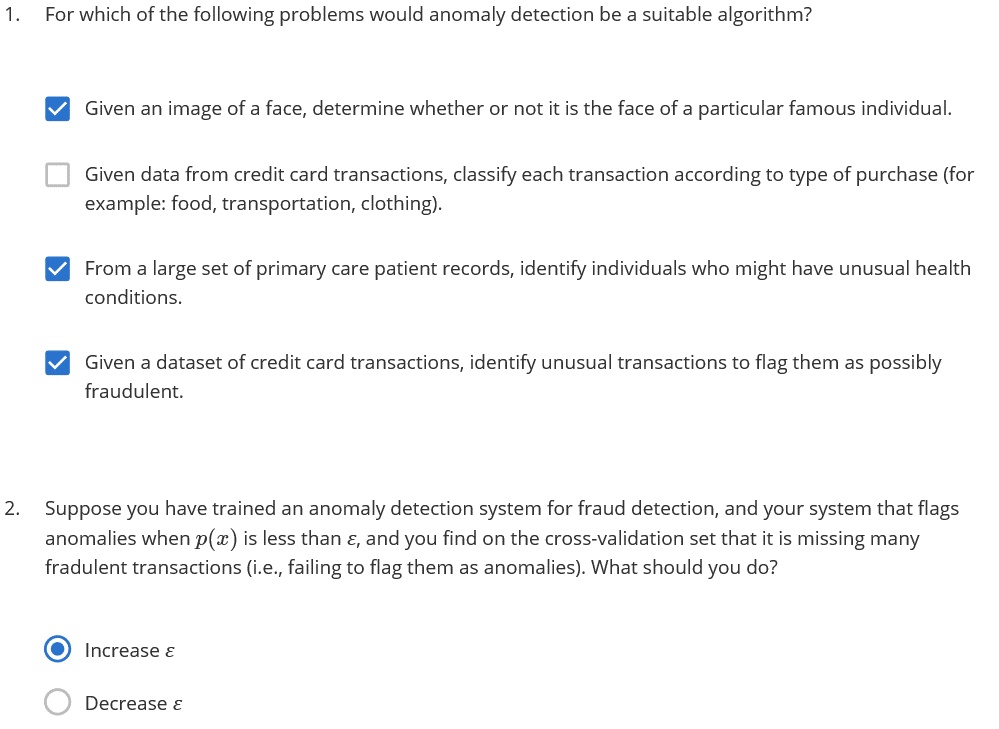 1. For which of the following problems would anomaly detection be a suitable algorithm?
Given an image of a face, determine whether or not it is the face of a particular famous individual.
Given data from credit card transactions, classify each transaction according to type of purchase (for
example: food, transportation, clothing).
From a large set of primary care patient records, identify individuals who might have unusual health
conditions.
Given a dataset of credit card transactions, identify unusual transactions to flag them as possibly
fraudulent.
2. Suppose you have trained an anomaly detection system for fraud detection, and your system that flags
anomalies when p(x) is less than ε, and you find on the cross-validation set that it is missing many
fradulent transactions (i.e., failing to flag them as anomalies). What should you do?
Increase ε
Decrease ε